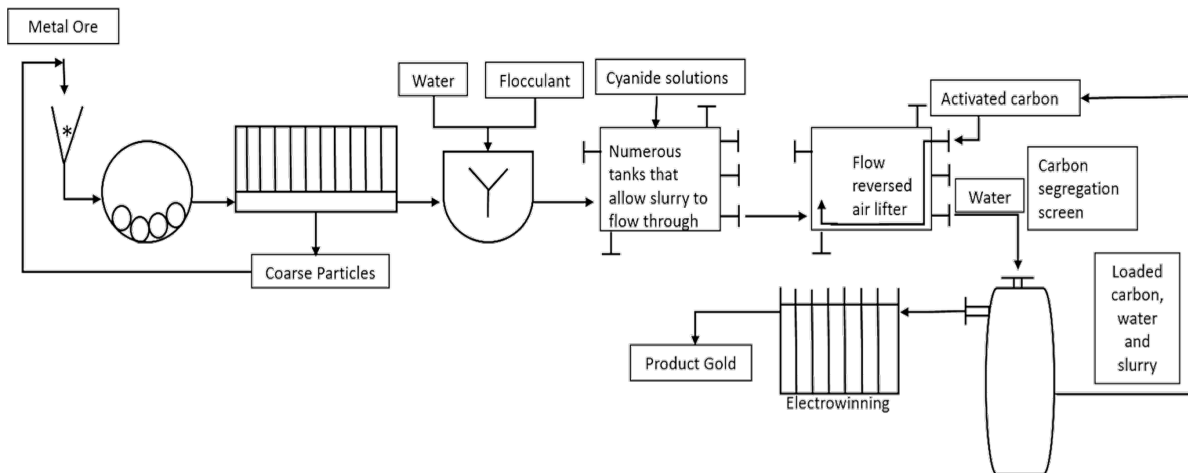 Metal Ore
*
Water
Flocculant
Cyanide solutions
Activated carbon
Numerous
tanks that
allow slurry to
flow through
Flow
reversed
air lifter
Water
Carbon
segregation
screen
Coarse Particles
Loaded
carbon,
water
and
slurry
Product Gold
Electrowinning